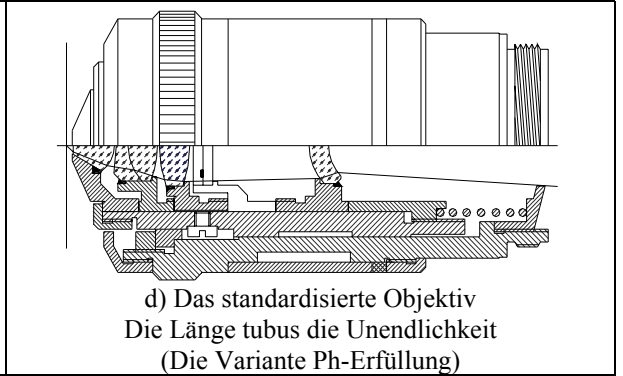 d) Das standardisierte Objektiv
Die Länge tubus die Unendlichkeit
(Die Variante Ph-Erfüllung)